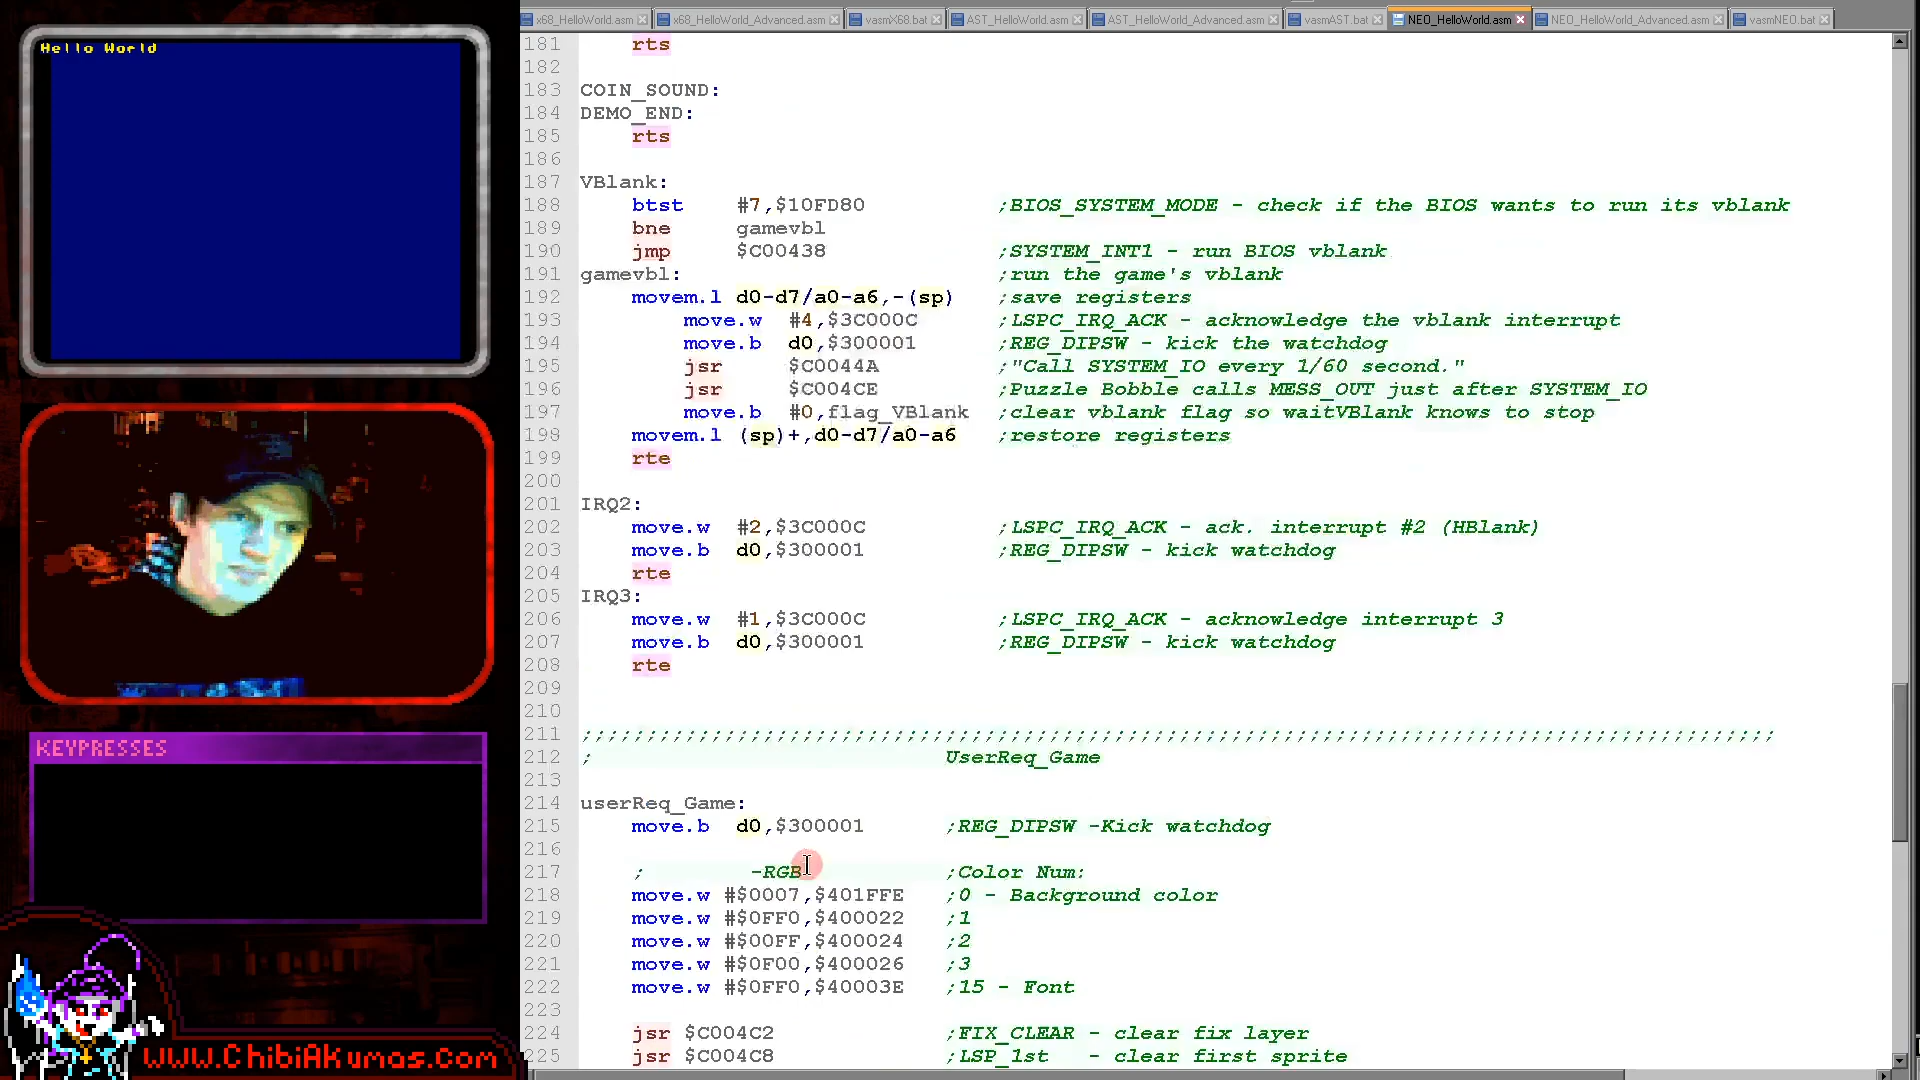 x68_HelloWorld.asm x68_HelloWorld_Advanced.asm vasmX68.bat AST_HelloWorld.asm AST_HelloWorld_Advanced.asm vasmAST.bat NEO_HelloWorld.asm NEO_HelloWorld_Advanced.asm vasmNEO.bat
Hello World
181 rts
182
183 COIN_SOUND:
184 DEMO_END:
185 rts
186
187 VBlank:
188 btst #7,$10FD80 ;BIOS_SYSTEM_MODE - check if the BIOS wants to run its vblank
189 bne gamevbl
190 jmp $C00438 ;SYSTEM_INT1 - run BIOS vblank
191 gamevbl: ;run the game's vblank
192 movem.l d0-d7/a0-a6,-(sp) ;save registers
193 move.w #4,$3C000C ;LSPC_IRQ_ACK - acknowledge the vblank interrupt
194 move.b d0,$300001 ;REG_DIPSW - kick the watchdog
195 jsr $C0044A ;"Call SYSTEM_IO every 1/60 second."
196 jsr $C004CE ;Puzzle Bobble calls MESS_OUT just after SYSTEM_IO
197 move.b #0,flag_VBlank ;clear vblank flag so waitVBlank knows to stop
198 movem.l (sp)+,d0-d7/a0-a6 ;restore registers
199 rte
200
201 IRQ2:
202 move.w #2,$3C000C ;LSPC_IRQ_ACK - ack. interrupt #2 (HBlank)
203 move.b d0,$300001 ;REG_DIPSW - kick watchdog
204 rte
205 IRQ3:
206 move.w #1,$3C000C ;LSPC_IRQ_ACK - acknowledge interrupt 3
207 move.b d0,$300001 ;REG_DIPSW - kick watchdog
208 rte
209
210
211 ;;;;;;;;;;;;;;;;;;;;;;;;;;;;;;;;;;;;;;;;;;;;;;;;;;;;;;;;;;;;;;;;;;;;;;;;;;;;;;;;;;;;;;;;;;;;
212 ; UserReq_Game
213
214 userReq_Game:
215 move.b d0,$300001 ;REG_DIPSW -Kick watchdog
216
217 ; -RGB ;Color Num:
218 move.w #$0007,$401FFE ;0 - Background color
219 move.w #$0FF0,$400022 ;1
220 move.w #$00FF,$400024 ;2
221 move.w #$0F00,$400026 ;3
222 move.w #$0FF0,$40003E ;15 - Font
223
224 jsr $C004C2 ;FIX_CLEAR - clear fix layer
225 jsr $C004C8 ;LSP_1st - clear first sprite
KEYPRESSES
www.ChibiAkumas.com